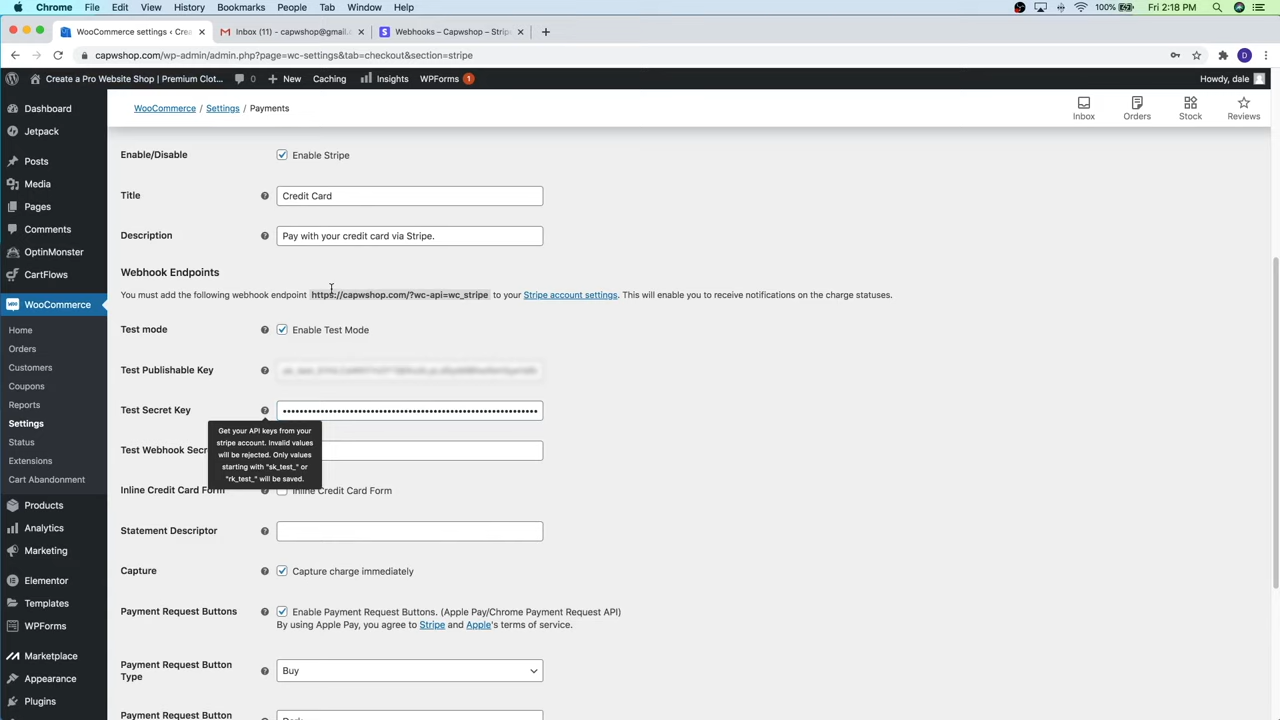 Chrome File Edit View History Bookmarks People Tab Window Help 100% Fri 2:18 PM
WooCommerce settings ‹ Crea
Inbox (11) - capwshop@gmail.
Webhooks – Capwshop – Stripe
capwshop.com/wp-admin/admin.php?page=wc-settings&tab=checkout&section=stripe
D
Create a Pro Website Shop | Premium Clot... 0 New Caching Insights WPForms 1 Howdy, dale
Dashboard
Jetpack
Posts
Media
Pages
Comments
OptinMonster
CartFlows
WooCommerce
Home
Orders
Customers
Coupons
Reports
Settings
Status
Extensions
Cart Abandonment
Products
Analytics
Marketing
Elementor
Templates
WPForms
Marketplace
Appearance
Plugins
WooCommerce / Settings / Payments
Inbox Orders Stock Reviews
Enable/Disable Enable Stripe
Title Credit Card
Description Pay with your credit card via Stripe.
Webhook Endpoints
You must add the following webhook endpoint https://capwshop.com/?wc-api=wc_stripe to your Stripe account settings. This will enable you to receive notifications on the charge statuses.
Test mode Enable Test Mode
Test Publishable Key
Test Secret Key
Get your API keys from your
stripe account. Invalid values
will be rejected. Only values
starting with "sk_test_" or
"rk_test_" will be saved.
Test Webhook Secr
Inline Credit Card Form Inline Credit Card Form
Statement Descriptor
Capture Capture charge immediately
Payment Request Buttons Enable Payment Request Buttons. (Apple Pay/Chrome Payment Request API)
By using Apple Pay, you agree to Stripe and Apple's terms of service.
Payment Request Button
Type
Buy
Payment Request Button
Dark